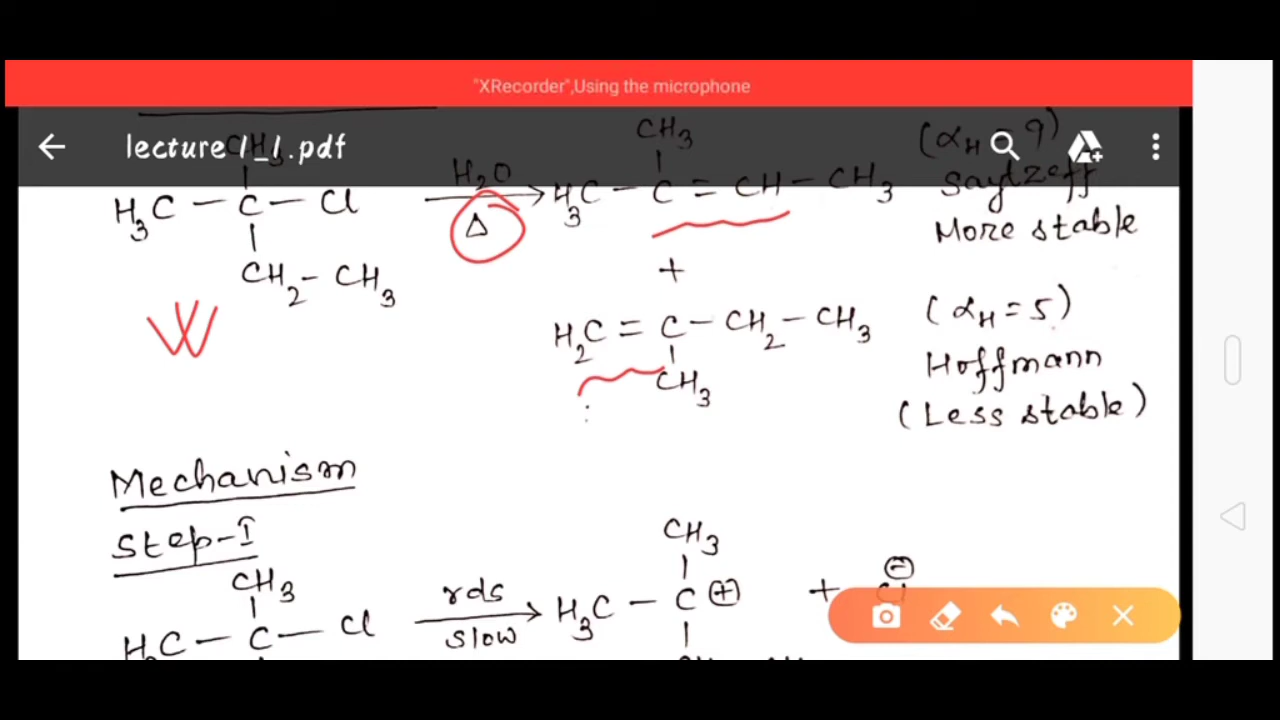 "XRecorder",Using the microphone
lecture 1_1.pdf
CH3
CH3 (αH = 9)
H3C – C – Cl H2O Δ H3C – C = CH – CH3 Saytzeff
CH2 – CH3 More stable
+
W
H2C = C – CH2 – CH3 (αH = 5)
CH3 Hoffmann
(Less stable)
Mechanism
Step-I
CH3 CH3
H3C – C – Cl rds slow H3C – C ⊕ + Cl ⊖